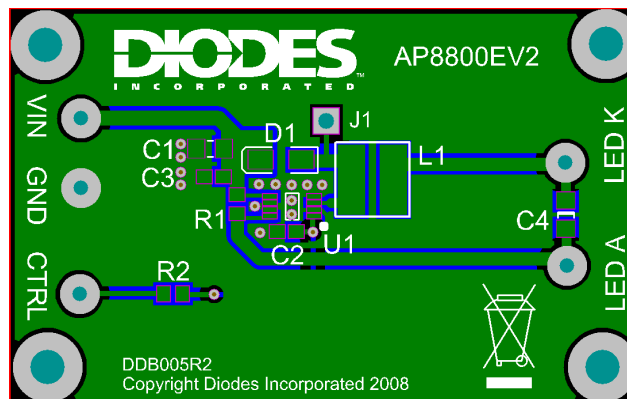 DIODES
INCORPORATED
TM
AP8800EV2
VIN
GND
CTRL
C1
C3
D1
J1
L1
R1
C2
U1
R2
C4
LED K
LED A
DDB005R2
Copyright Diodes Incorporated 2008